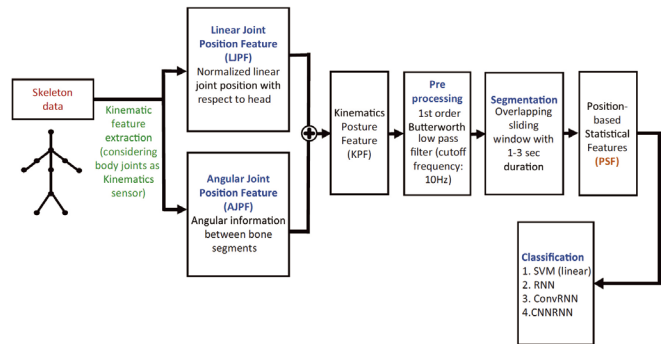 Skeleton
data
Kinematic
feature
extraction
(considering
body joints as
Kinematics
sensor)
Linear Joint
Position Feature
(LJPF)
Normalized linear
joint position with
respect to head
Angular Joint
Position Feature
(AJPF)
Angular information
between bone
segments
Kinematics
Posture
Feature
(KPF)
Pre
processing
1st order
Butterworth
low pass
filter (cutoff
frequency:
10Hz)
Segmentation
Overlapping
sliding
window with
1-3 sec
duration
Position-
based
Statistical
Features
(PSF)
Classification
1. SVM (linear)
2. RNN
3. ConvRNN
4.CNNRNN